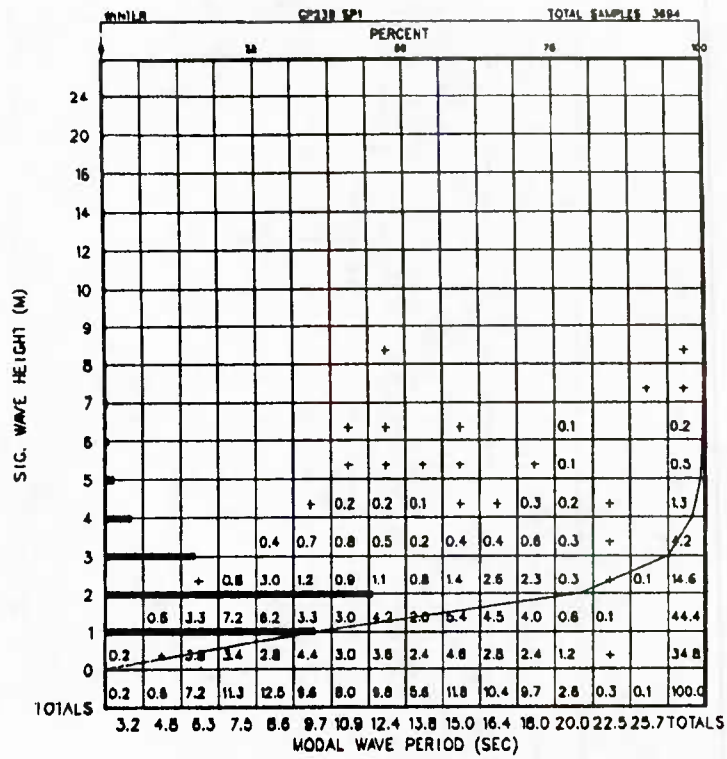 GP238 SP1 TOTAL SAMPLES 3694
PERCENT
0 25 50 75 100
24
20
16
14
12
10
9
8 + +
7 + +
6 + + + 0.1 0.2
5 + + + + + 0.1 0.3
4 + 0.2 0.2 0.1 + + 0.3 0.2 + 1.3
3 0.4 0.7 0.8 0.5 0.2 0.4 0.4 0.6 0.3 + 4.2
2 + 0.8 3.0 1.2 0.9 1.1 0.8 1.4 2.6 2.3 0.3 + 0.1 14.6
1 0.5 3.3 7.2 6.2 3.3 3.0 4.2 2.0 5.4 4.5 4.0 0.6 0.1 44.4
0 0.2 + 3.8 3.4 2.8 4.4 3.0 3.6 2.4 4.6 2.8 2.4 1.2 + 34.8
TOTALS 0.2 0.6 7.2 11.3 12.5 9.6 8.0 9.8 5.6 11.8 10.4 9.7 2.8 0.3 0.1 100.0
3.2 4.8 6.3 7.5 8.6 9.7 10.9 12.4 13.8 15.0 16.4 18.0 20.0 22.5 25.7 TOTALS
MODAL WAVE PERIOD (SEC)
SIG. WAVE HEIGHT (M)